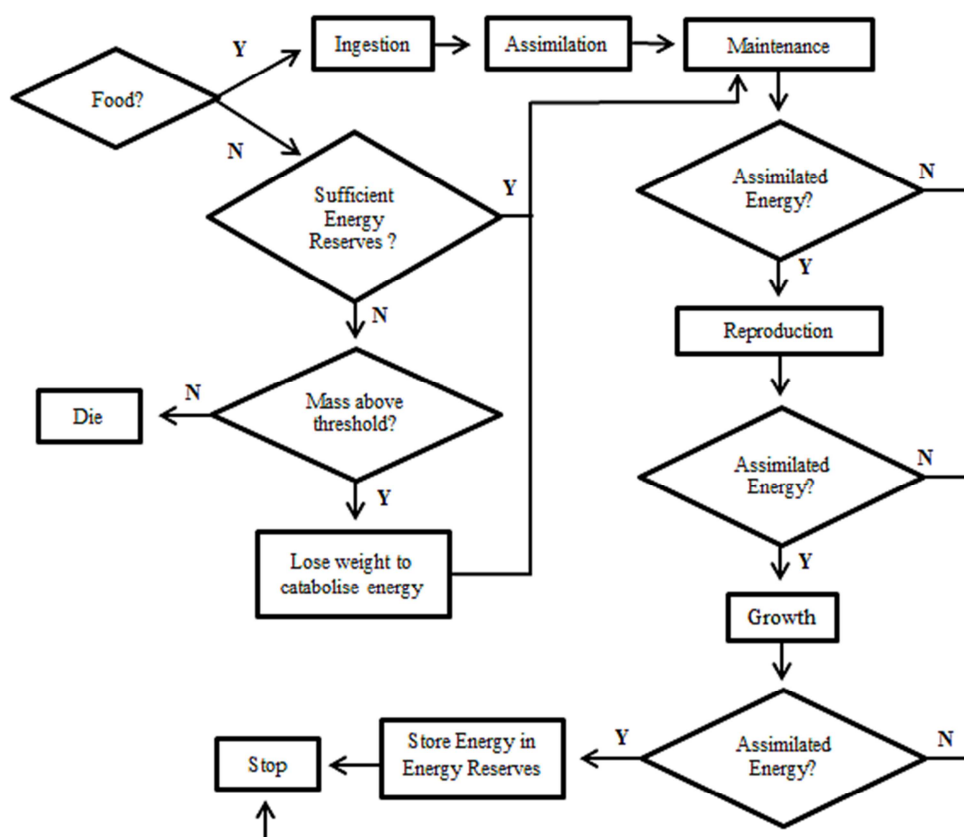 Y
Ingestion
Assimilation
Maintenance
Food?
N
Sufficient
Energy
Reserves ?
Y
Assimilated
Energy?
N
Y
N
Reproduction
Mass above
threshold?
N
Die
Y
Assimilated
Energy?
N
Y
Lose weight to
catabolise energy
Growth
Assimilated
Energy?
N
Y
Store Energy in
Energy Reserves
Stop